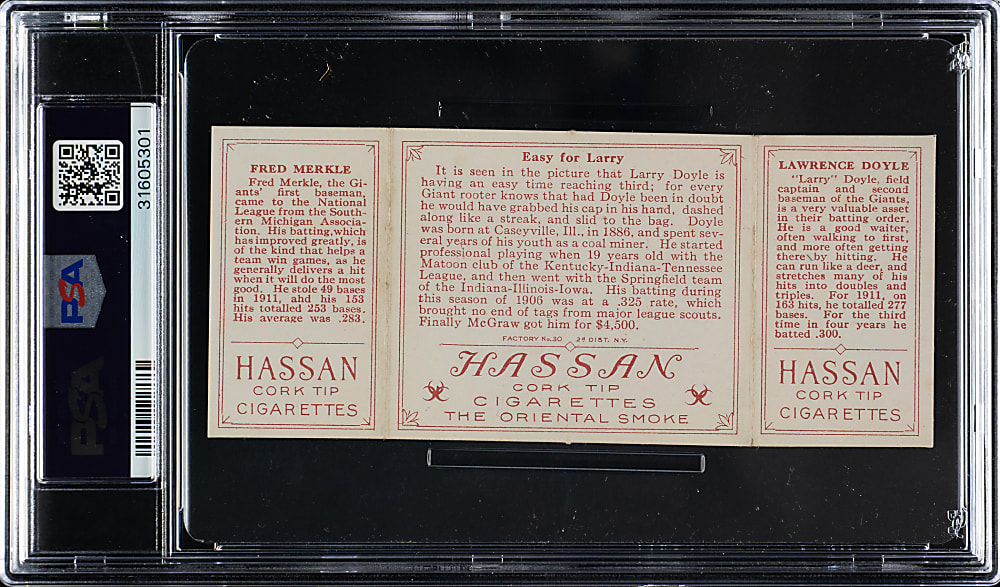 31605301
PSA
PSA
FRED MERKLE
Fred Merkle, the Gi-
ants' first baseman,
came to the National
League from the South-
ern Michigan Associa-
tion. His batting,which
has improved greatly, is
of the kind that helps a
team win games, as he
generally delivers a hit
when it will do the most
good. He stole 49 bases
in 1911, ahd his 153
hits totalled 253 bases.
His average was .283.
HASSAN
CORK TIP
CIGARETTES
Easy for Larry
It is seen in the picture that Larry Doyle is
having an easy time reaching third; for every
Giant rooter knows that had Doyle been in doubt
he would have grabbed his cap in his hand, dashed
along like a streak, and slid to the bag. Doyle
was born at Caseyville, Ill., in 1886, and spent sev-
eral years of his youth as a coal miner. He started
professional playing when 19 years old with the
Matoon club of the Kentucky-Indiana-Tennessee
League, and then went with the Springfield team
of the Indiana-Illinois-Iowa. His batting during
this season of 1906 was at a .325 rate, which
brought no end of tags from major league scouts.
Finally McGraw got him for $4,500.
FACTORY No.30 2d DIST. N.Y.
HASSAN
CORK TIP
CIGARETTES
THE ORIENTAL SMOKE
LAWRENCE DOYLE
"Larry" Doyle, field
captain and second
baseman of the Giants,
is a very valuable asset
in their batting order.
He is a good waiter,
often walking to first,
and more often getting
there by hitting. He
can run like a deer, and
stretches many of his
hits into doubles and
triples. For 1911, on
163 hits, he totalled 277
bases. For the third
time in four years he
batted .300.
HASSAN
CORK TIP
CIGARETTES